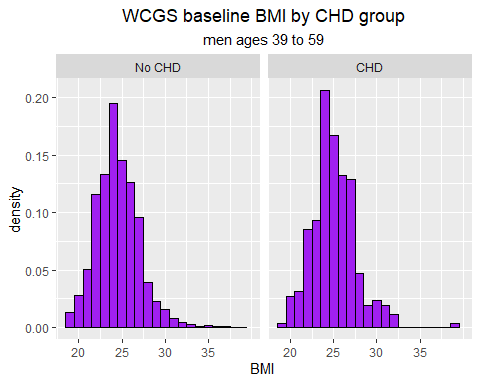 WCGS baseline BMI by CHD group
men ages 39 to 59
No CHD
CHD
density
0.20
0.15
0.10
0.05
0.00
20 25 30 35
20 25 30 35
BMI